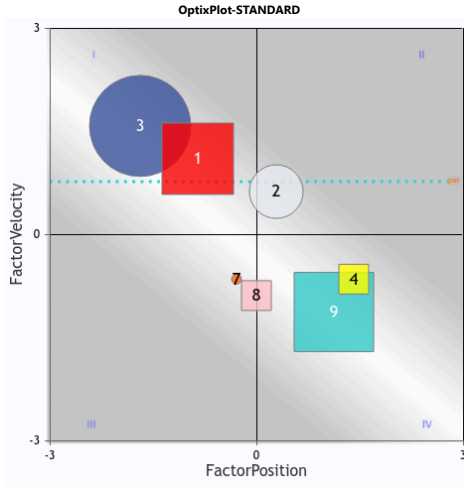 OptixPlot-STANDARD
3
I
II
3
1
par
2
FactorVelocity
0
7
4
8
9
III
IV
-3
-3
0
3
FactorPosition